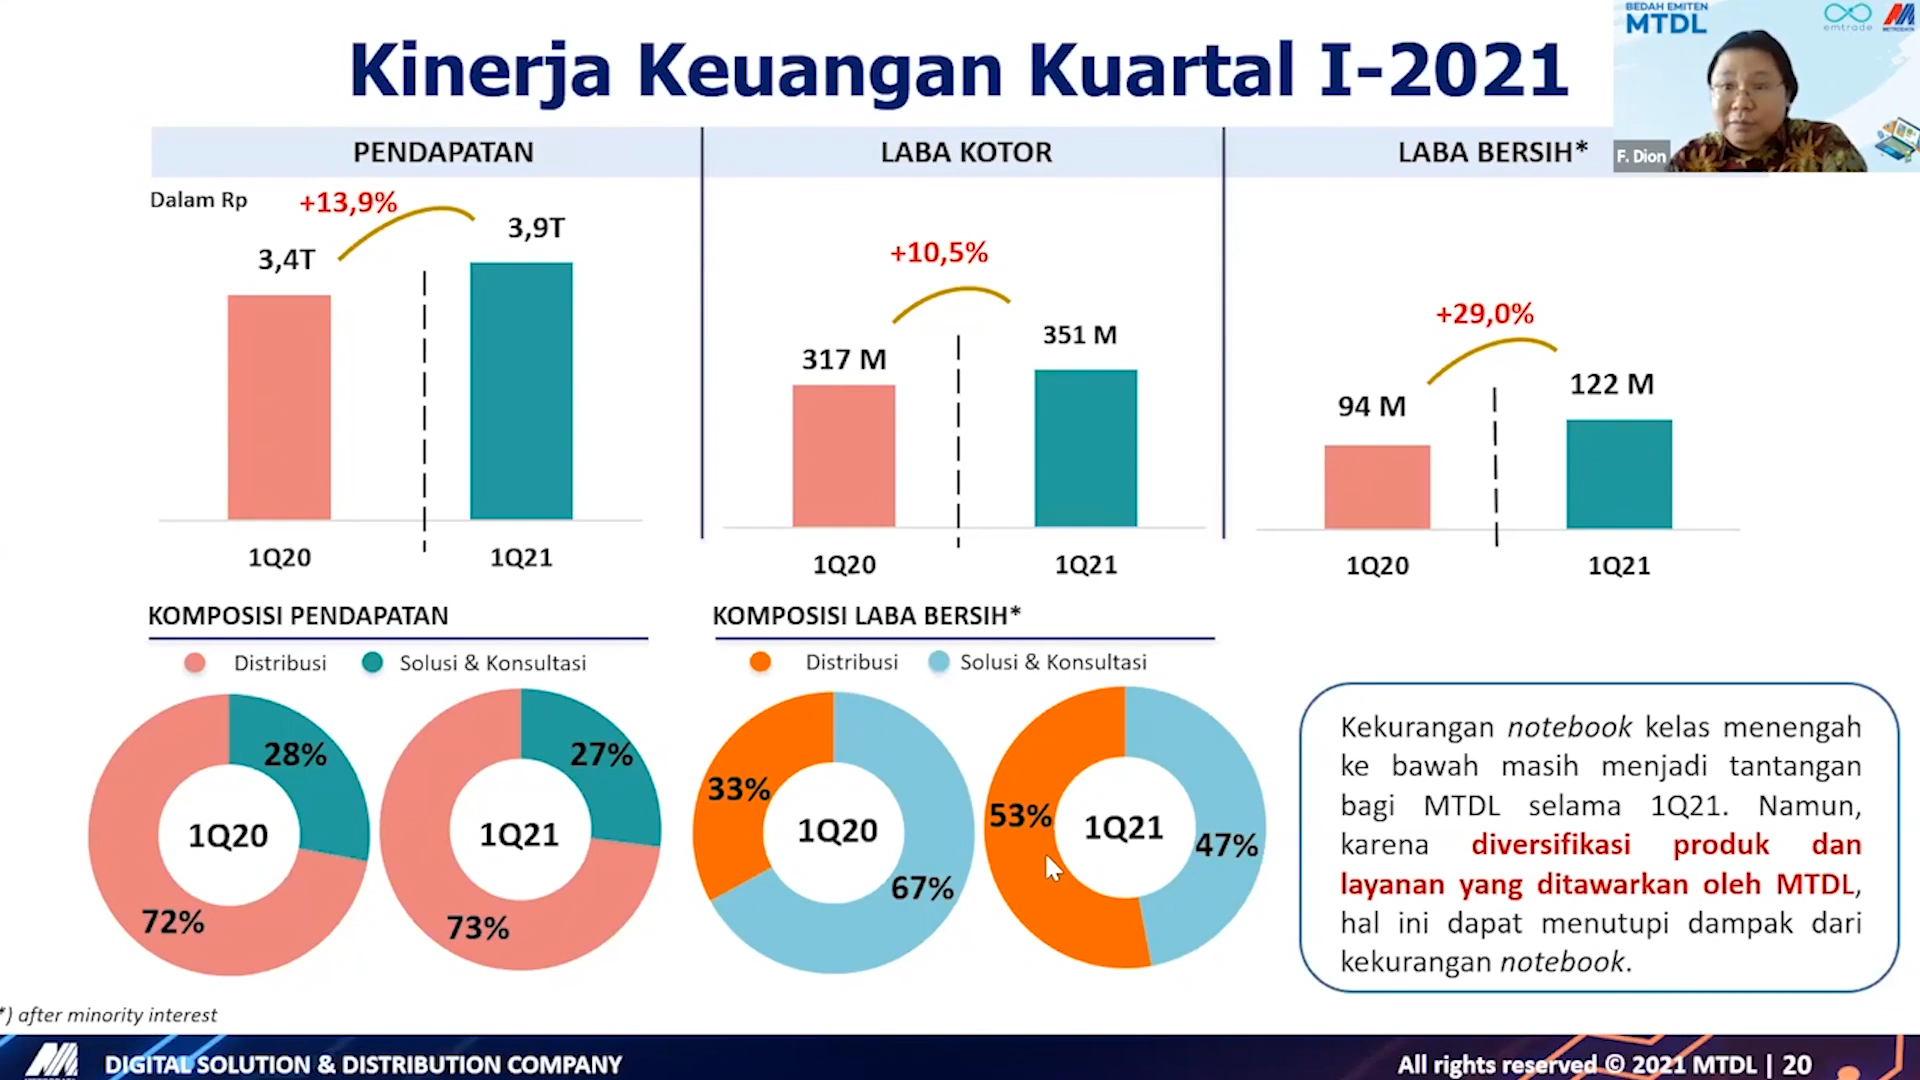 Kinerja Keuangan Kuartal I-2021
BEDAH EMITEN
MTDL
emtrade
METRODATA
F. Dion
PENDAPATAN
LABA KOTOR
LABA BERSIH*
Dalam Rp
+13,9%
3,4T
3,9T
1Q20
1Q21
+10,5%
317 M
351 M
1Q20
1Q21
+29,0%
94 M
122 M
1Q20
1Q21
KOMPOSISI PENDAPATAN
Distribusi
Solusi & Konsultasi
28%
1Q20
72%
27%
1Q21
73%
KOMPOSISI LABA BERSIH*
Distribusi
Solusi & Konsultasi
33%
1Q20
67%
53%
1Q21
47%
Kekurangan notebook kelas menengah
ke bawah masih menjadi tantangan
bagi MTDL selama 1Q21. Namun,
karena diversifikasi produk dan
layanan yang ditawarkan oleh MTDL,
hal ini dapat menutupi dampak dari
kekurangan notebook.
*) after minority interest
DIGITAL SOLUTION & DISTRIBUTION COMPANY
All rights reserved © 2021 MTDL | 20